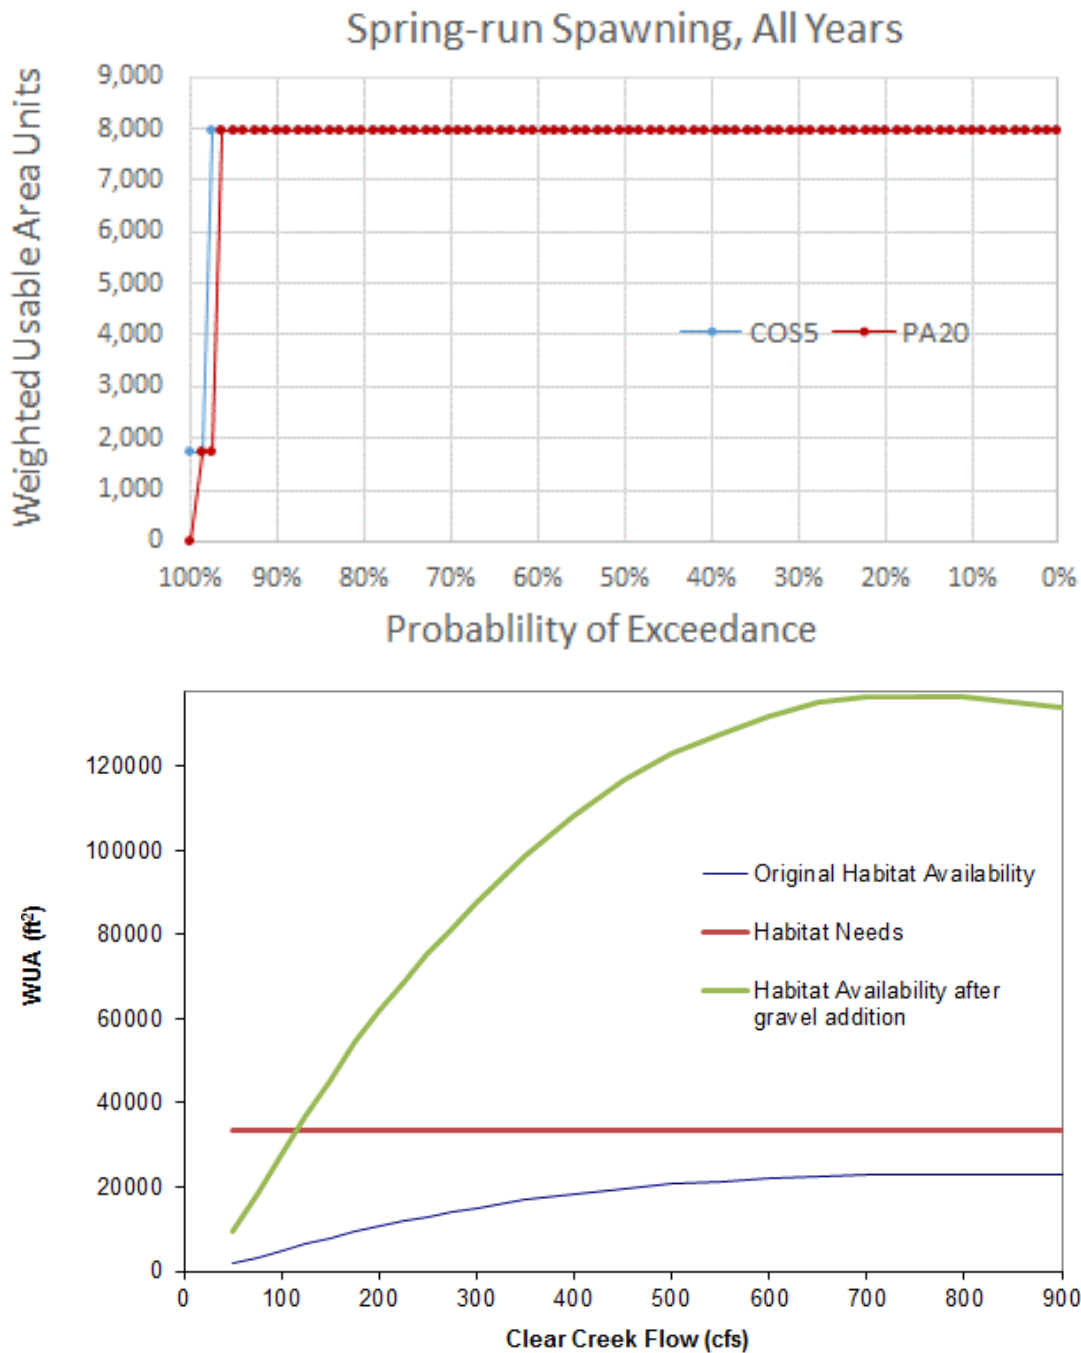 Spring-run Spawning, All Years
Weighted Usable Area Units
9,000
8,000
7,000
6,000
5,000
4,000
3,000
2,000
1,000
0
COS5 PA20
100% 90% 80% 70% 60% 50% 40% 30% 20% 10% 0%
Probablility of Exceedance
WUA (ft²)
120000
100000
80000
60000
40000
20000
0
Original Habitat Availability
Habitat Needs
Habitat Availability after
gravel addition
0 100 200 300 400 500 600 700 800 900
Clear Creek Flow (cfs)